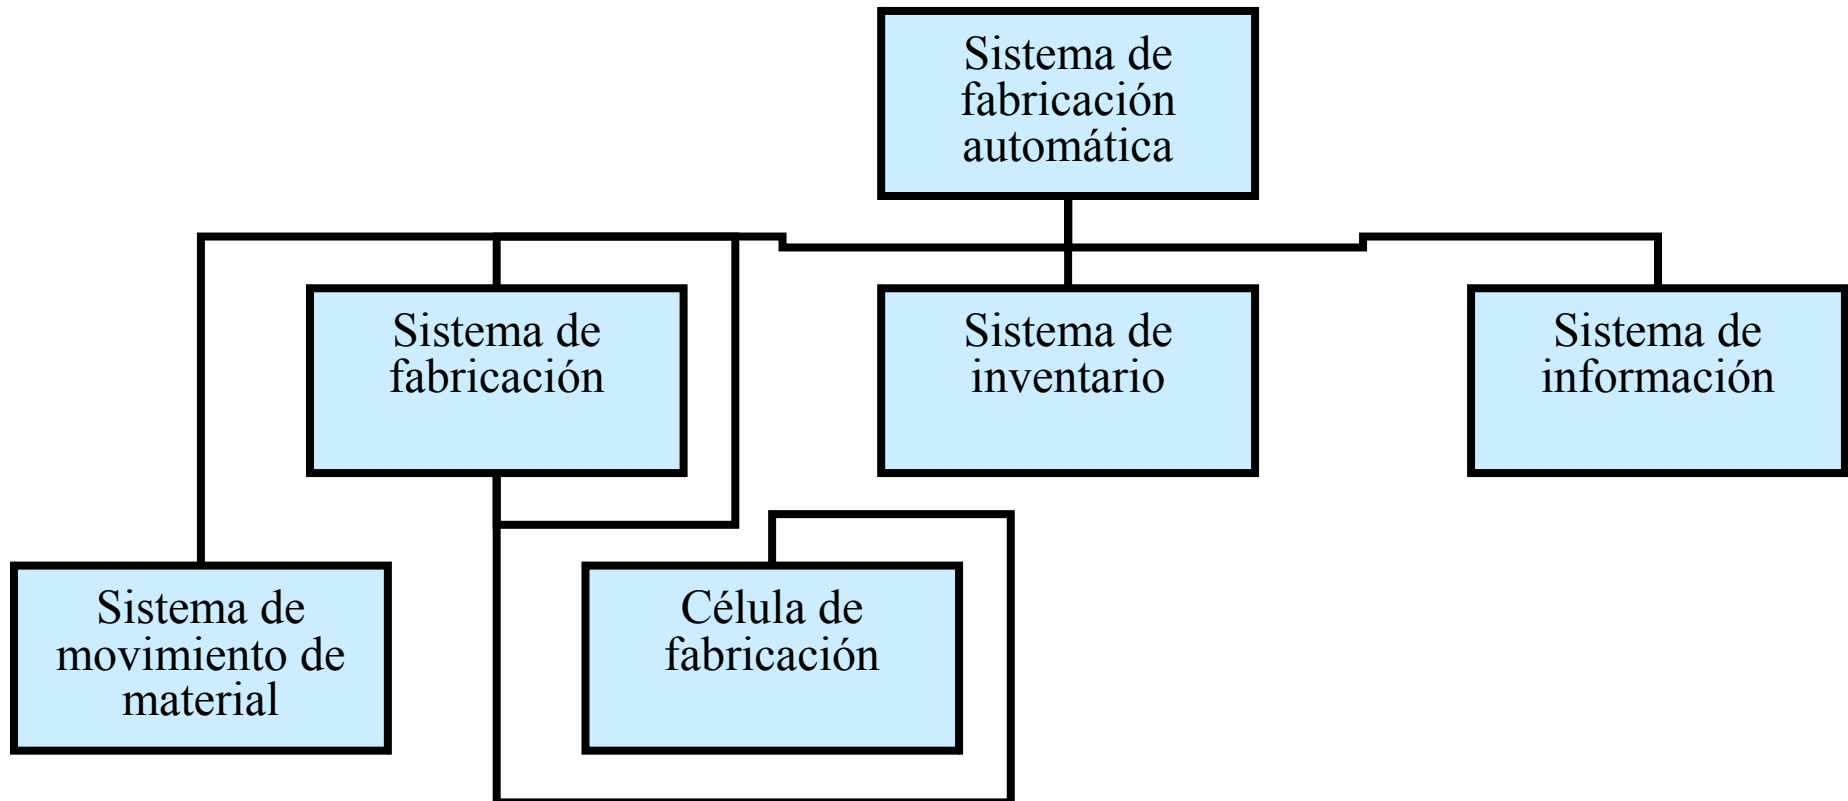 Sistema de
fabricación
automática
Sistema de
fabricación
Sistema de
inventario
Sistema de
información
Sistema de
movimiento de
material
Célula de
fabricación